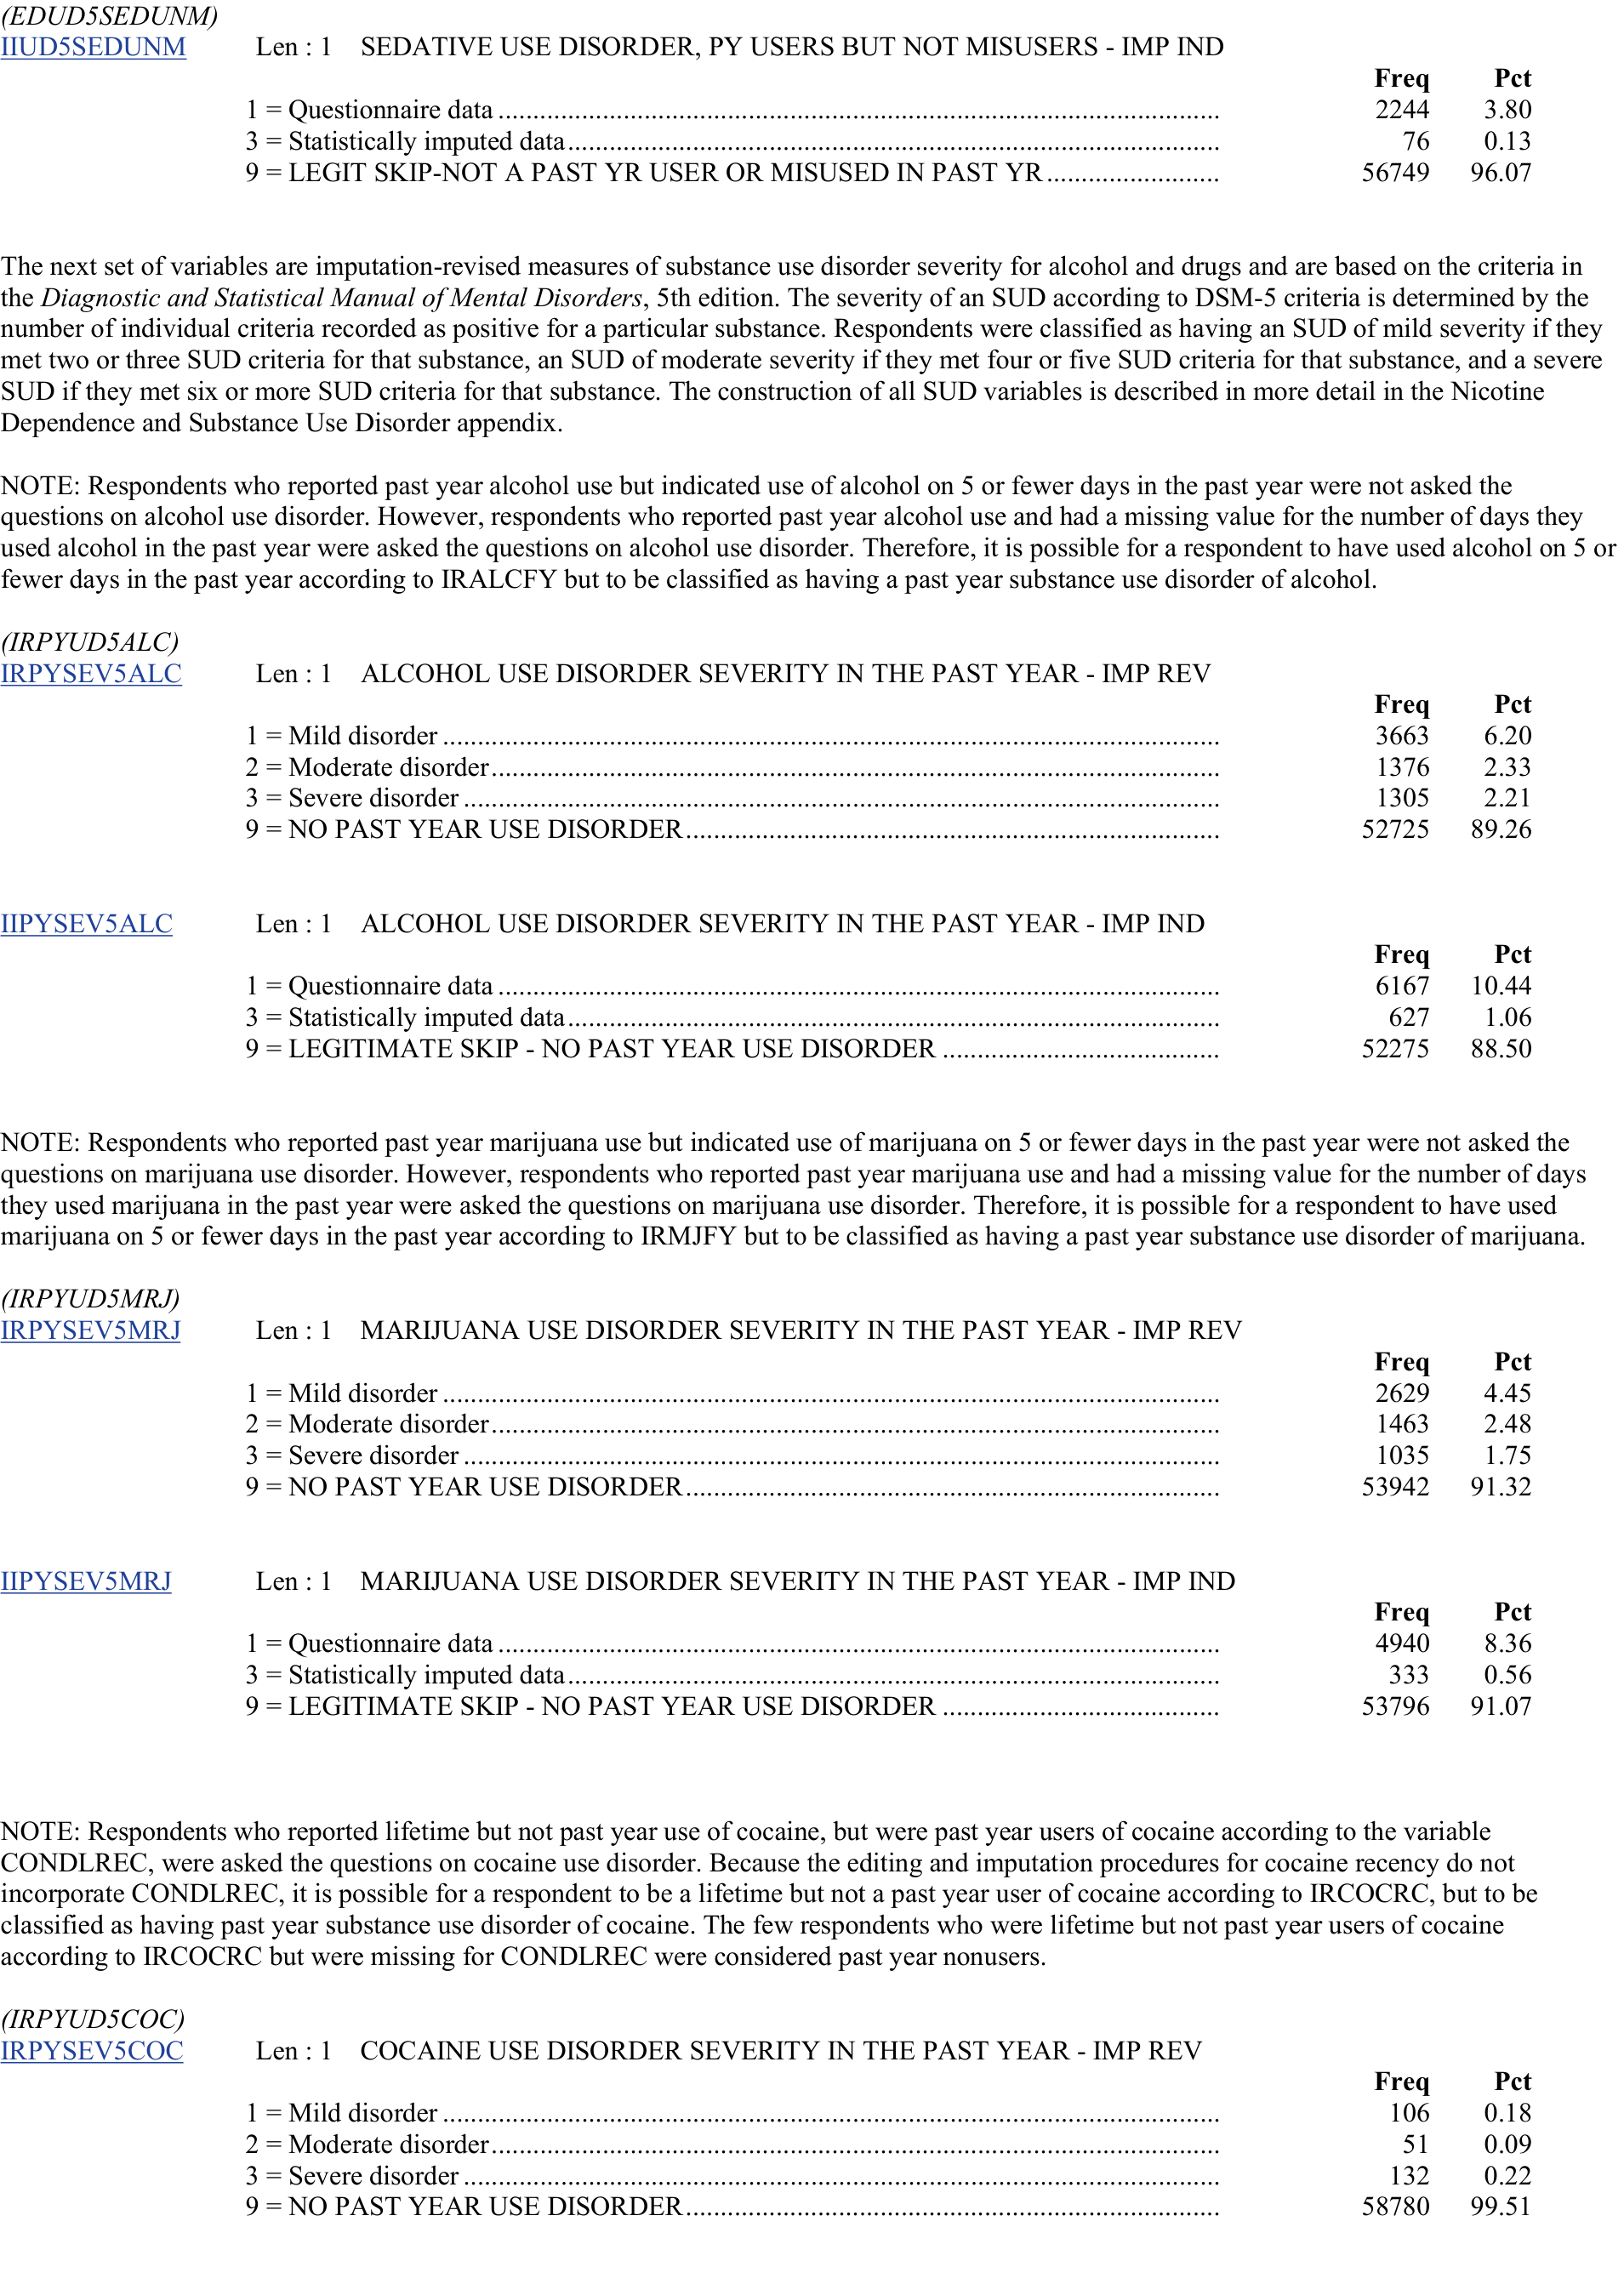 (EDUD5SEDUNM)
IIUD5SEDUNM Len : 1 SEDATIVE USE DISORDER, PY USERS BUT NOT MISUSERS - IMP IND
Freq Pct
1 = Questionnaire data ........ 2244 3.80
3 = Statistically imputed data ........ 76 0.13
9 = LEGIT SKIP-NOT A PAST YR USER OR MISUSED IN PAST YR ........ 56749 96.07
The next set of variables are imputation-revised measures of substance use disorder severity for alcohol and drugs and are based on the criteria in
the Diagnostic and Statistical Manual of Mental Disorders, 5th edition. The severity of an SUD according to DSM-5 criteria is determined by the
number of individual criteria recorded as positive for a particular substance. Respondents were classified as having an SUD of mild severity if they
met two or three SUD criteria for that substance, an SUD of moderate severity if they met four or five SUD criteria for that substance, and a severe
SUD if they met six or more SUD criteria for that substance. The construction of all SUD variables is described in more detail in the Nicotine
Dependence and Substance Use Disorder appendix.
NOTE: Respondents who reported past year alcohol use but indicated use of alcohol on 5 or fewer days in the past year were not asked the
questions on alcohol use disorder. However, respondents who reported past year alcohol use and had a missing value for the number of days they
used alcohol in the past year were asked the questions on alcohol use disorder. Therefore, it is possible for a respondent to have used alcohol on 5 or
fewer days in the past year according to IRALCFY but to be classified as having a past year substance use disorder of alcohol.
(IRPYUD5ALC)
IRPYSEV5ALC Len : 1 ALCOHOL USE DISORDER SEVERITY IN THE PAST YEAR - IMP REV
Freq Pct
1 = Mild disorder ........ 3663 6.20
2 = Moderate disorder ........ 1376 2.33
3 = Severe disorder ........ 1305 2.21
9 = NO PAST YEAR USE DISORDER ........ 52725 89.26
IIPYSEV5ALC Len : 1 ALCOHOL USE DISORDER SEVERITY IN THE PAST YEAR - IMP IND
Freq Pct
1 = Questionnaire data ........ 6167 10.44
3 = Statistically imputed data ........ 627 1.06
9 = LEGITIMATE SKIP - NO PAST YEAR USE DISORDER ........ 52275 88.50
NOTE: Respondents who reported past year marijuana use but indicated use of marijuana on 5 or fewer days in the past year were not asked the
questions on marijuana use disorder. However, respondents who reported past year marijuana use and had a missing value for the number of days
they used marijuana in the past year were asked the questions on marijuana use disorder. Therefore, it is possible for a respondent to have used
marijuana on 5 or fewer days in the past year according to IRMJFY but to be classified as having a past year substance use disorder of marijuana.
(IRPYUD5MRJ)
IRPYSEV5MRJ Len : 1 MARIJUANA USE DISORDER SEVERITY IN THE PAST YEAR - IMP REV
Freq Pct
1 = Mild disorder ........ 2629 4.45
2 = Moderate disorder ........ 1463 2.48
3 = Severe disorder ........ 1035 1.75
9 = NO PAST YEAR USE DISORDER ........ 53942 91.32
IIPYSEV5MRJ Len : 1 MARIJUANA USE DISORDER SEVERITY IN THE PAST YEAR - IMP IND
Freq Pct
1 = Questionnaire data ........ 4940 8.36
3 = Statistically imputed data ........ 333 0.56
9 = LEGITIMATE SKIP - NO PAST YEAR USE DISORDER ........ 53796 91.07
NOTE: Respondents who reported lifetime but not past year use of cocaine, but were past year users of cocaine according to the variable
CONDLREC, were asked the questions on cocaine use disorder. Because the editing and imputation procedures for cocaine recency do not
incorporate CONDLREC, it is possible for a respondent to be a lifetime but not a past year user of cocaine according to IRCOCRC, but to be
classified as having past year substance use disorder of cocaine. The few respondents who were lifetime but not past year users of cocaine
according to IRCOCRC but were missing for CONDLREC were considered past year nonusers.
(IRPYUD5COC)
IRPYSEV5COC Len : 1 COCAINE USE DISORDER SEVERITY IN THE PAST YEAR - IMP REV
Freq Pct
1 = Mild disorder ........ 106 0.18
2 = Moderate disorder ........ 51 0.09
3 = Severe disorder ........ 132 0.22
9 = NO PAST YEAR USE DISORDER ........ 58780 99.51